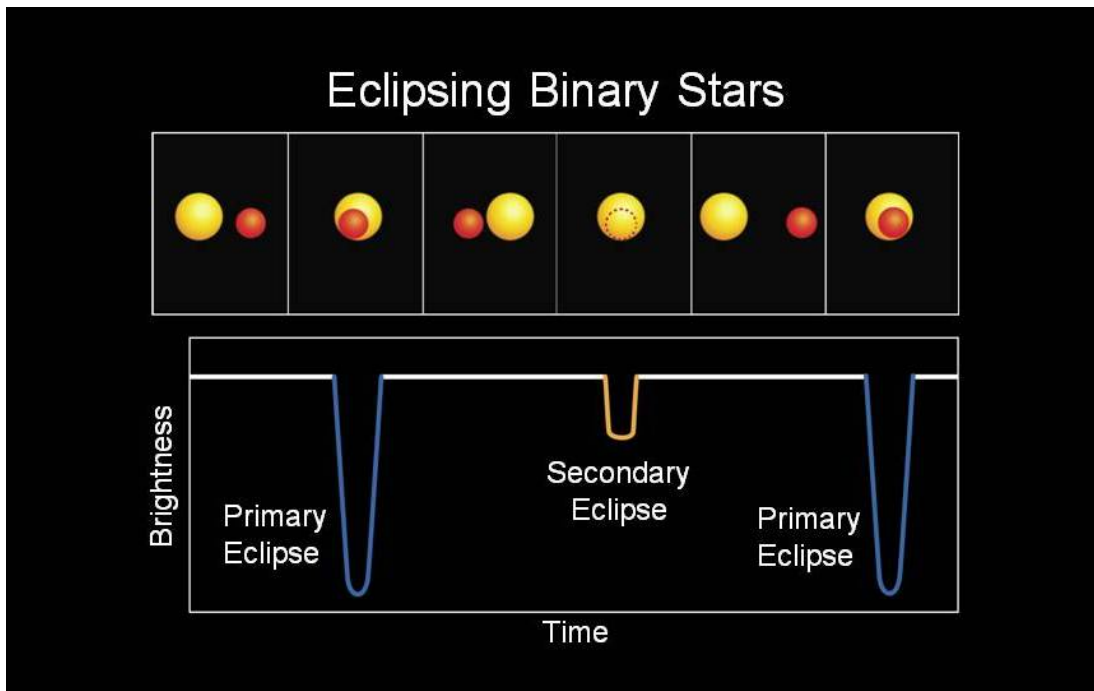 Eclipsing Binary Stars
Brightness
Primary
Eclipse
Secondary
Eclipse
Primary
Eclipse
Time